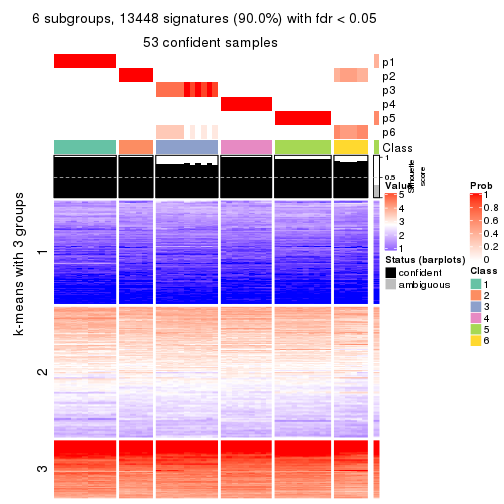 6 subgroups, 13448 signatures (90.0%) with fdr < 0.05
53 confident samples
p1
p2
p3
p4
p5
p6
Class
1
0.5
Silhouette
score
k-means with 3 groups
1
2
3
Value
5
4
3
2
1
Status (barplots)
confident
ambiguous
Prob
1
0.8
0.6
0.4
0.2
0
Class
1
2
3
4
5
6